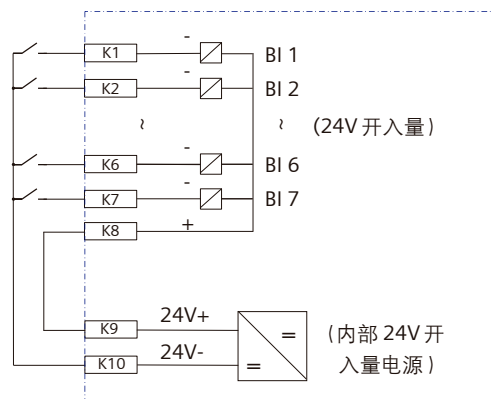 K1 - BI 1
K2 - BI 2
~ ~ (24V 开入量)
K6 - BI 6
K7 - BI 7
K8 +
K9 24V+ = (内部 24V 开
K10 24V- = 入量电源)